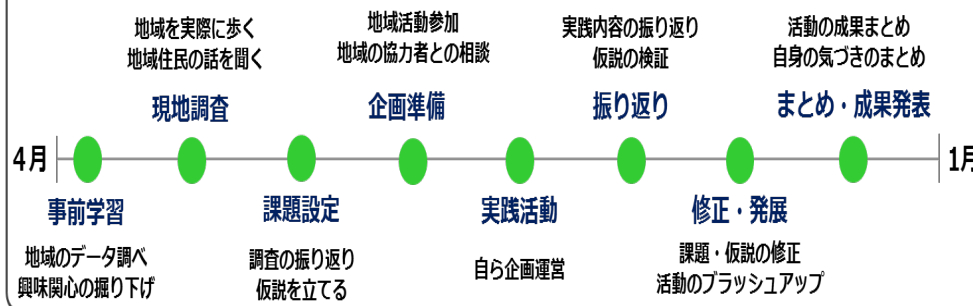 地域を実際に歩く
地域住民の話を聞く
現地調査
地域活動参加
地域の協力者との相談
企画準備
実践内容の振り返り
仮説の検証
振り返り
活動の成果まとめ
自身の気づきのまとめ
まとめ・成果発表
4月
1月
事前学習
地域のデータ調べ
興味関心の掘り下げ
課題設定
調査の振り返り
仮説を立てる
実践活動
自ら企画運営
修正・発展
課題・仮説の修正
活動のブラッシュアップ